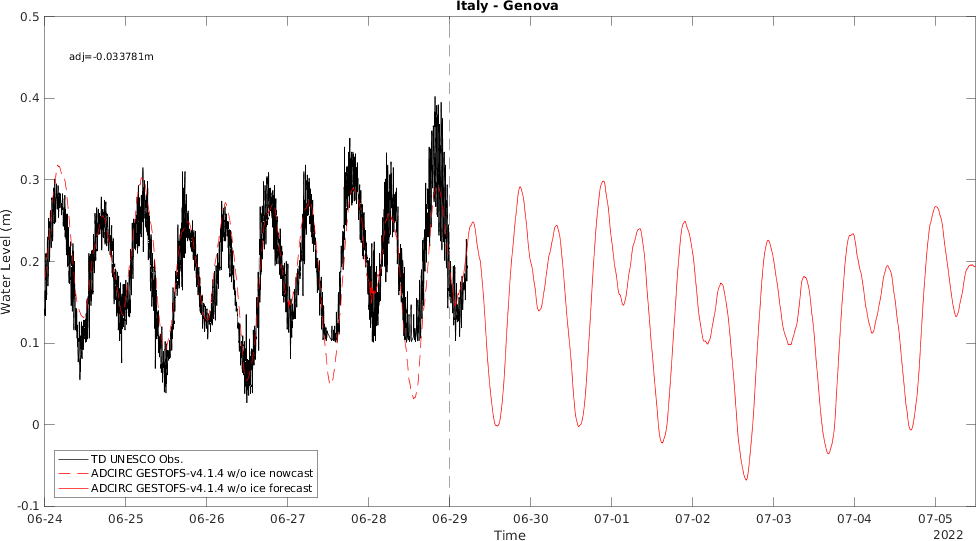 Italy - Genova
0.5
adj=-0.033781m
0.4
0.3
0.2
0.1
0
-0.1
Water Level (m)
TD UNESCO Obs.
ADCIRC GESTOFS-v4.1.4 w/o ice nowcast
ADCIRC GESTOFS-v4.1.4 w/o ice forecast
06-24 06-25 06-26 06-27 06-28 06-29 06-30 07-01 07-02 07-03 07-04 07-05
Time
2022